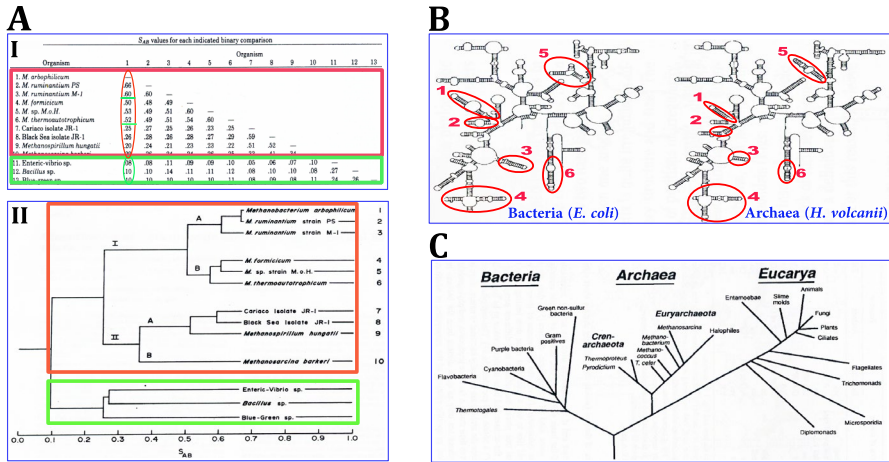 A
I
S_AB values for each indicated binary comparison
Organism
Organism 1 2 3 4 5 6 7 8 9 10 11 12 13
1. M. arbophilicum —
2. M. ruminantium PS .66 —
3. M. ruminantium M-1 .60 .60 —
4. M. formicicum .50 .48 .49 —
5. M. sp. M.o.H. .53 .49 .51 .60 —
6. M. thermoautotrophicum .52 .49 .51 .54 .60 —
7. Cariaco isolate JR-1 .25 .27 .25 .26 .23 .25 —
8. Black Sea isolate JR-1 .26 .28 .26 .28 .27 .29 .59 —
9. Methanospirillum hungatii .20 .24 .21 .23 .23 .22 .51 .52 —
11. Enteric-vibrio sp. .08 .08 .11 .09 .09 .10 .05 .06 .07 .10 —
12. Bacillus sp. .10 .10 .14 .11 .11 .12 .08 .10 .10 .08 .27 —
II
I
A
Methanobacterium arbophilicum 1
M. ruminantium strain PS 2
M. ruminantium strain M-1 3
B
M. formicicum 4
M. sp. strain M.o.H. 5
M. thermoautotrophicum 6
II
A
Cariaco Isolate JR-1 7
Black Sea Isolate JR-1 8
Methanospirillum hungatii 9
B
Methanosarcina barkeri 10
Enteric-Vibrio sp.
Bacillus sp.
Blue-Green sp.
0.0 0.1 0.2 0.3 0.4 0.5 0.6 0.7 0.8 0.9 1.0
S_AB
B
1
2
3
4
5
6
Bacteria (E. coli)
1
2
3
4
5
6
Archaea (H. volcanii)
C
Bacteria
Archaea
Eucarya
Green non-sulfur
bacteria
Gram
positives
Purple bacteria
Cyanobacteria
Flavobacteria
Thermotogales
Cren-
archaeota
Thermoproteus
Pyrodictium
Euryarchaeota
Methanosarcina
Methano-
bacterium
Methano-
coccus
T. celer
Halophiles
Entamoebae
Slime
molds
Animals
Fungi
Plants
Ciliates
Flagellates
Trichomonads
Microsporidia
Diplomonads